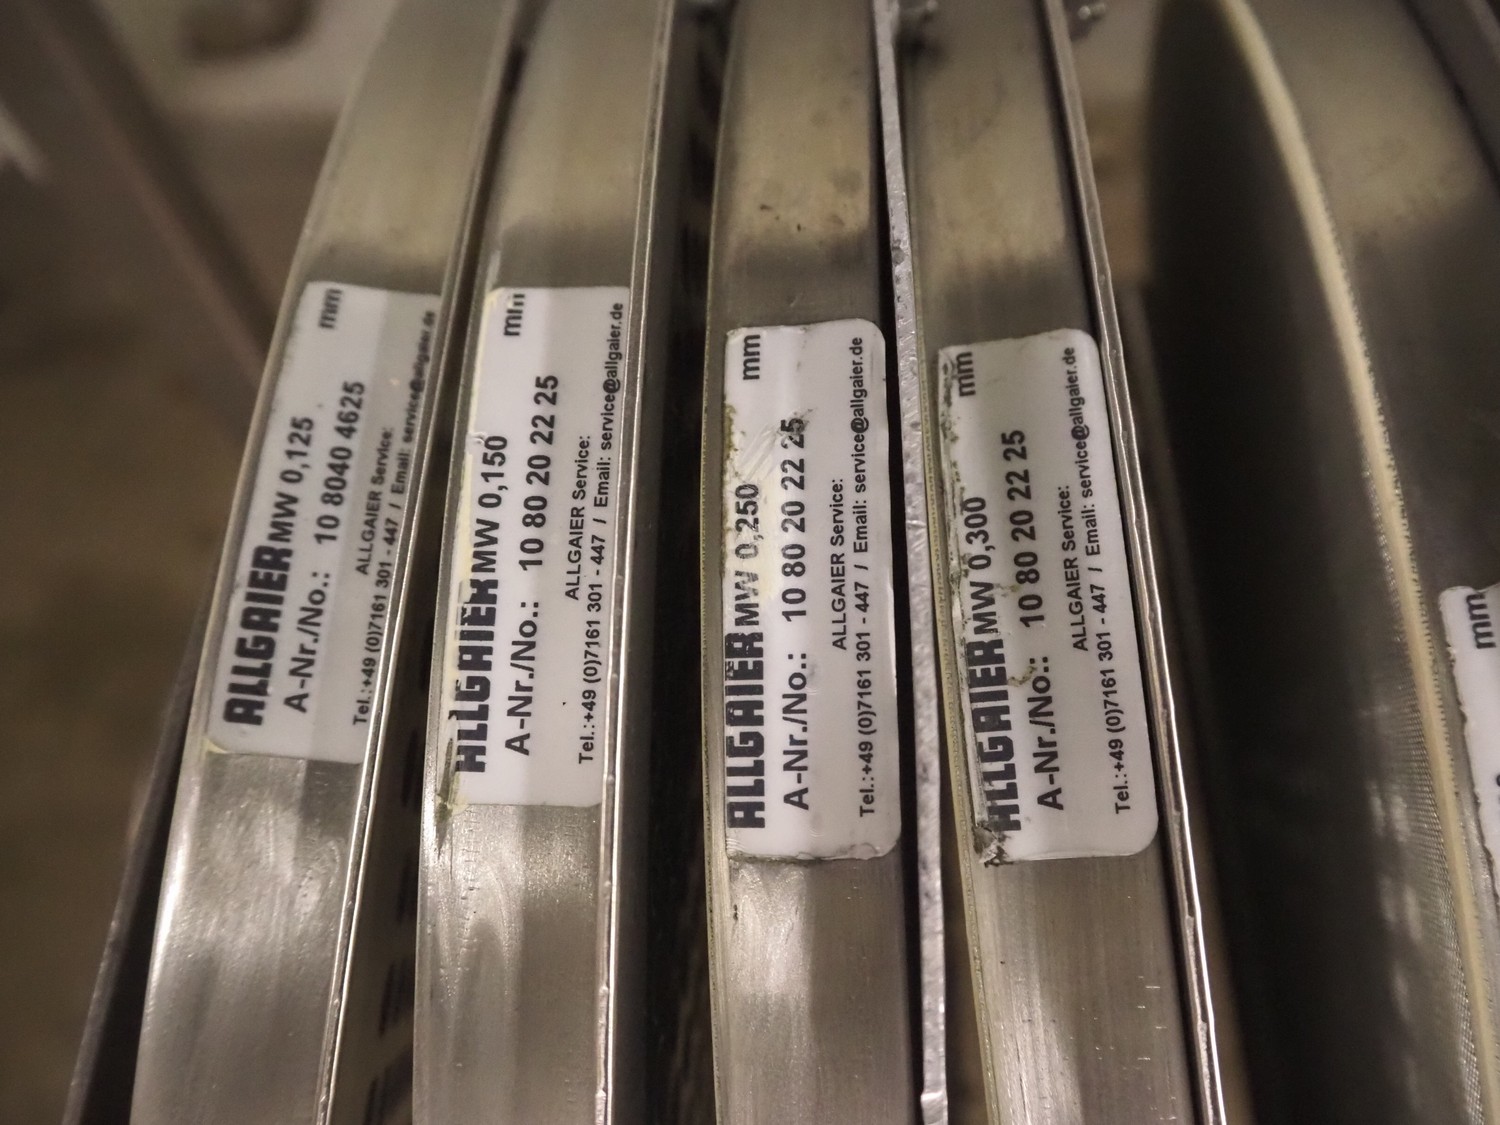 ALLGAIER MW 0,125 mm
A-Nr./No.: 10 8040 4625
ALLGAIER Service:
Tel.:+49 (0)7161 301 - 447 / Email: service@allgaier.de
ALLGAIER MW 0,150 mm
A-Nr./No.: 10 80 20 22 25
ALLGAIER Service:
Tel.:+49 (0)7161 301 - 447 / Email: service@allgaier.de
ALLGAIER MW 0,250 mm
A-Nr./No.: 10 80 20 22 25
ALLGAIER Service:
Tel.:+49 (0)7161 301 - 447 / Email: service@allgaier.de
ALLGAIER MW 0,300 mm
A-Nr./No.: 10 80 20 22 25
ALLGAIER Service:
Tel.:+49 (0)7161 301 - 447 / Email: service@allgaier.de
mm